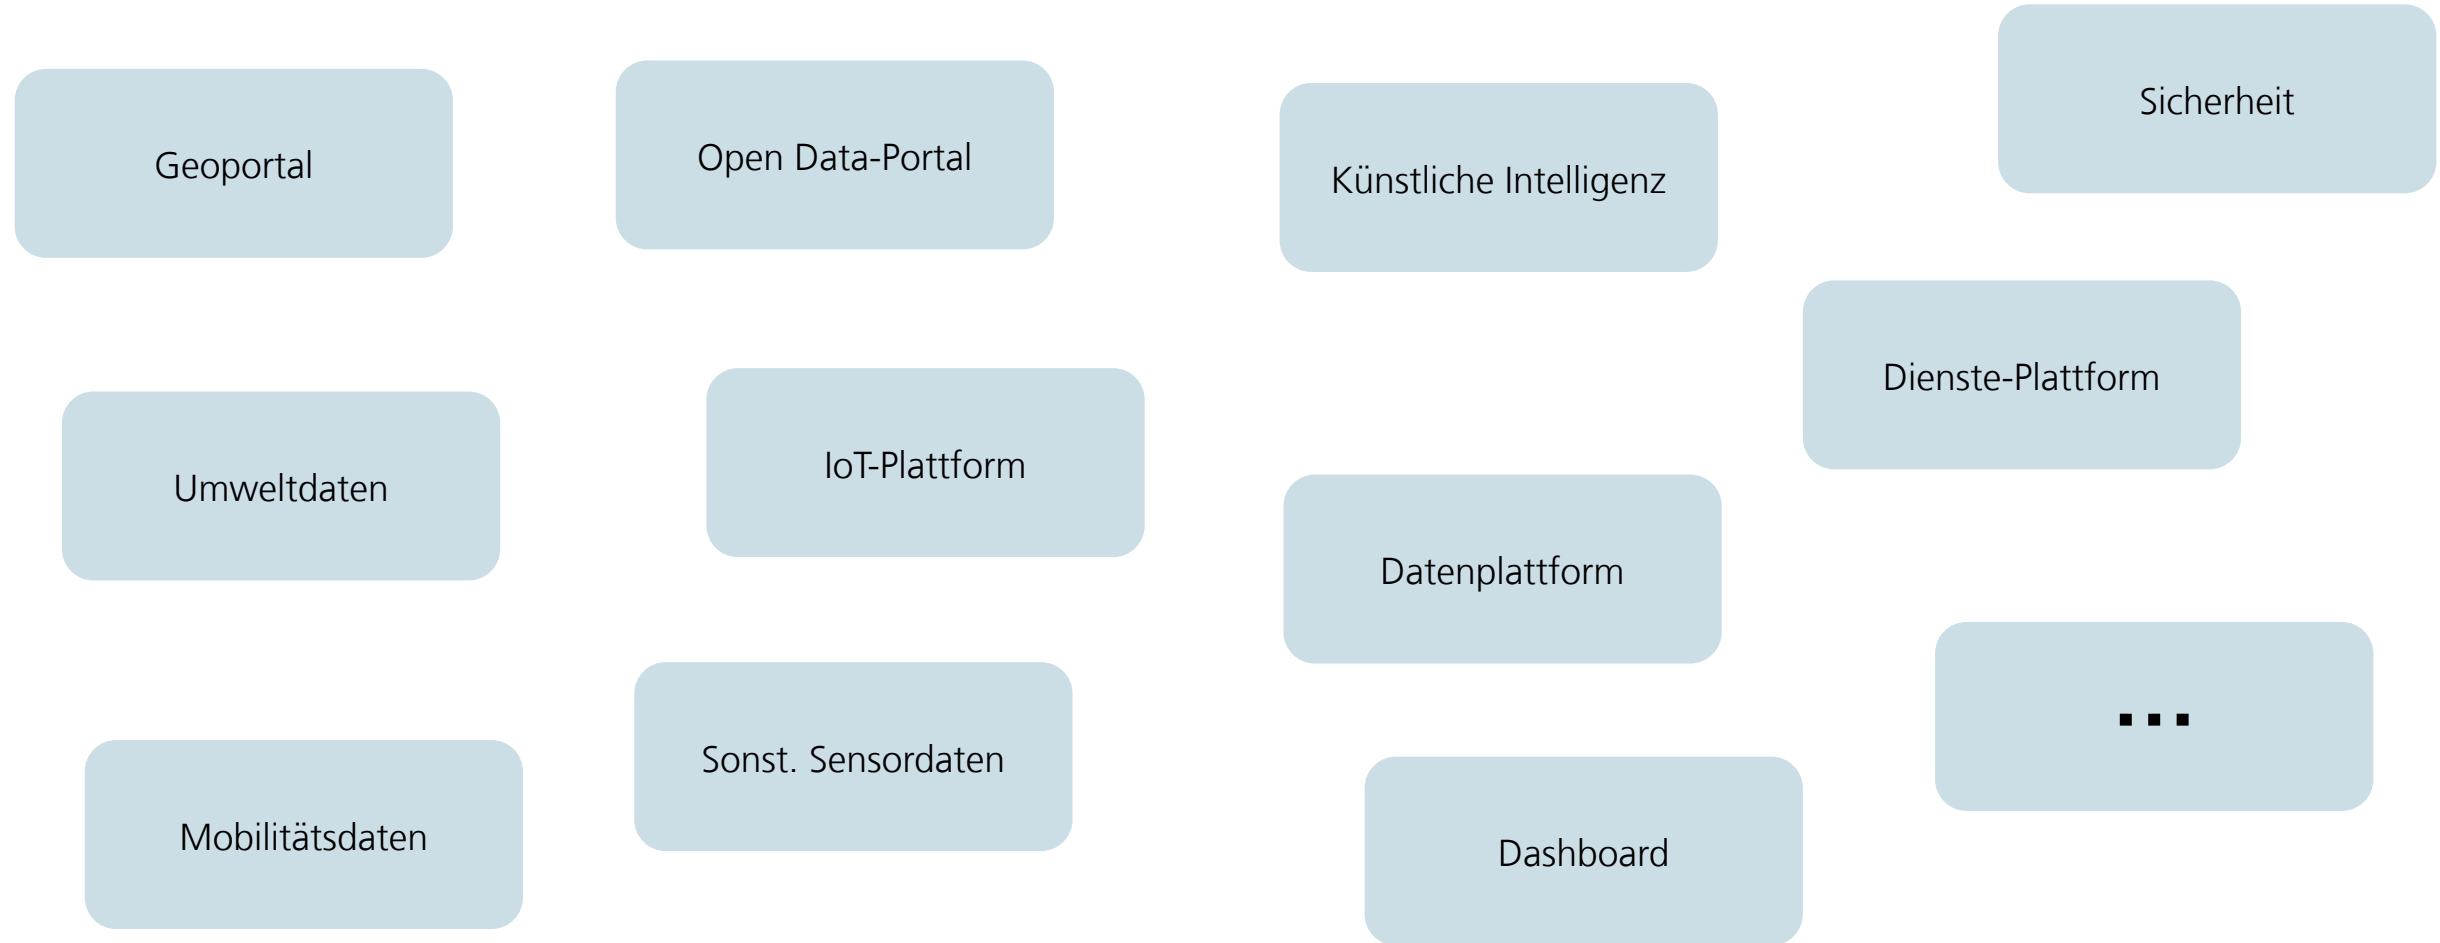 Geoportal
Open Data-Portal
Künstliche Intelligenz
Sicherheit
Umweltdaten
IoT-Plattform
Datenplattform
Dienste-Plattform
Mobilitätsdaten
Sonst. Sensordaten
Dashboard
...